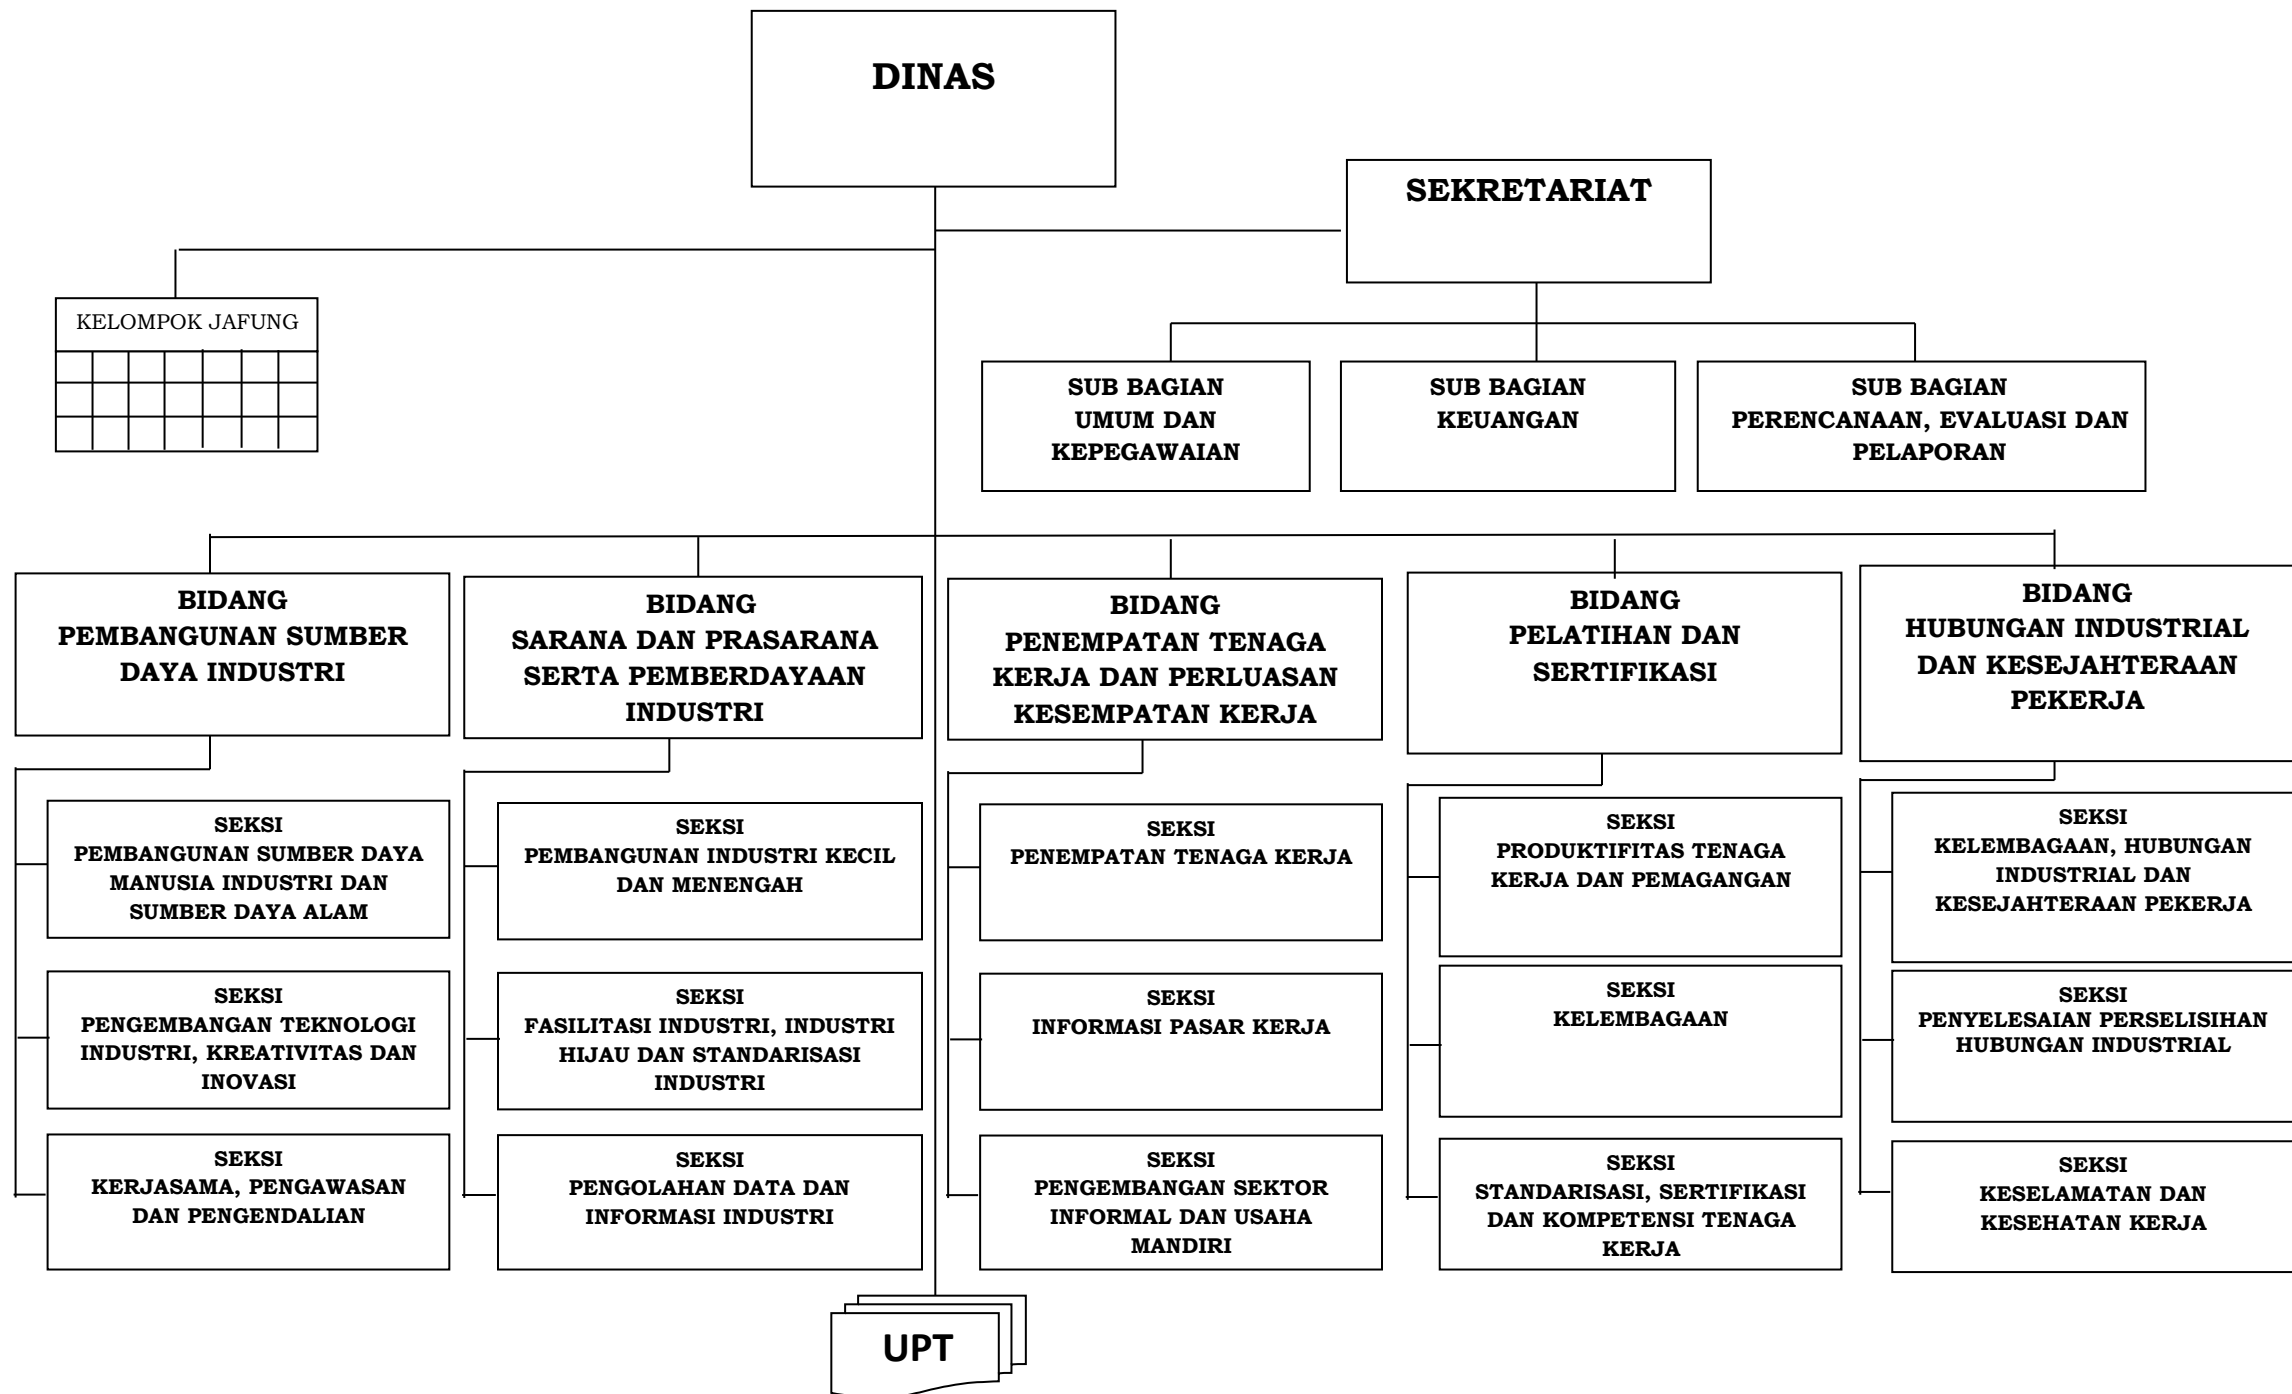 DINAS
SEKRETARIAT
KELOMPOK JAFUNG
SUB BAGIAN
UMUM DAN
KEPEGAWAIAN
SUB BAGIAN
KEUANGAN
SUB BAGIAN
PERENCANAAN, EVALUASI DAN
PELAPORAN
BIDANG
PEMBANGUNAN SUMBER
DAYA INDUSTRI
BIDANG
SARANA DAN PRASARANA
SERTA PEMBERDAYAAN
INDUSTRI
BIDANG
PENEMPATAN TENAGA
KERJA DAN PERLUASAN
KESEMPATAN KERJA
BIDANG
PELATIHAN DAN
SERTIFIKASI
BIDANG
HUBUNGAN INDUSTRIAL
DAN KESEJAHTERAAN
PEKERJA
SEKSI
PEMBANGUNAN SUMBER DAYA
MANUSIA INDUSTRI DAN
SUMBER DAYA ALAM
SEKSI
PEMBANGUNAN INDUSTRI KECIL
DAN MENENGAH
SEKSI
PENEMPATAN TENAGA KERJA
SEKSI
PRODUKTIFITAS TENAGA
KERJA DAN PEMAGANGAN
SEKSI
KELEMBAGAAN, HUBUNGAN
INDUSTRIAL DAN
KESEJAHTERAAN PEKERJA
SEKSI
PENGEMBANGAN TEKNOLOGI
INDUSTRI, KREATIVITAS DAN
INOVASI
SEKSI
FASILITASI INDUSTRI, INDUSTRI
HIJAU DAN STANDARISASI
INDUSTRI
SEKSI
INFORMASI PASAR KERJA
SEKSI
KELEMBAGAAN
SEKSI
PENYELESAIAN PERSELISIHAN
HUBUNGAN INDUSTRIAL
SEKSI
KERJASAMA, PENGAWASAN
DAN PENGENDALIAN
SEKSI
PENGOLAHAN DATA DAN
INFORMASI INDUSTRI
SEKSI
PENGEMBANGAN SEKTOR
INFORMAL DAN USAHA
MANDIRI
SEKSI
STANDARISASI, SERTIFIKASI
DAN KOMPETENSI TENAGA
KERJA
SEKSI
KESELAMATAN DAN
KESEHATAN KERJA
UPT